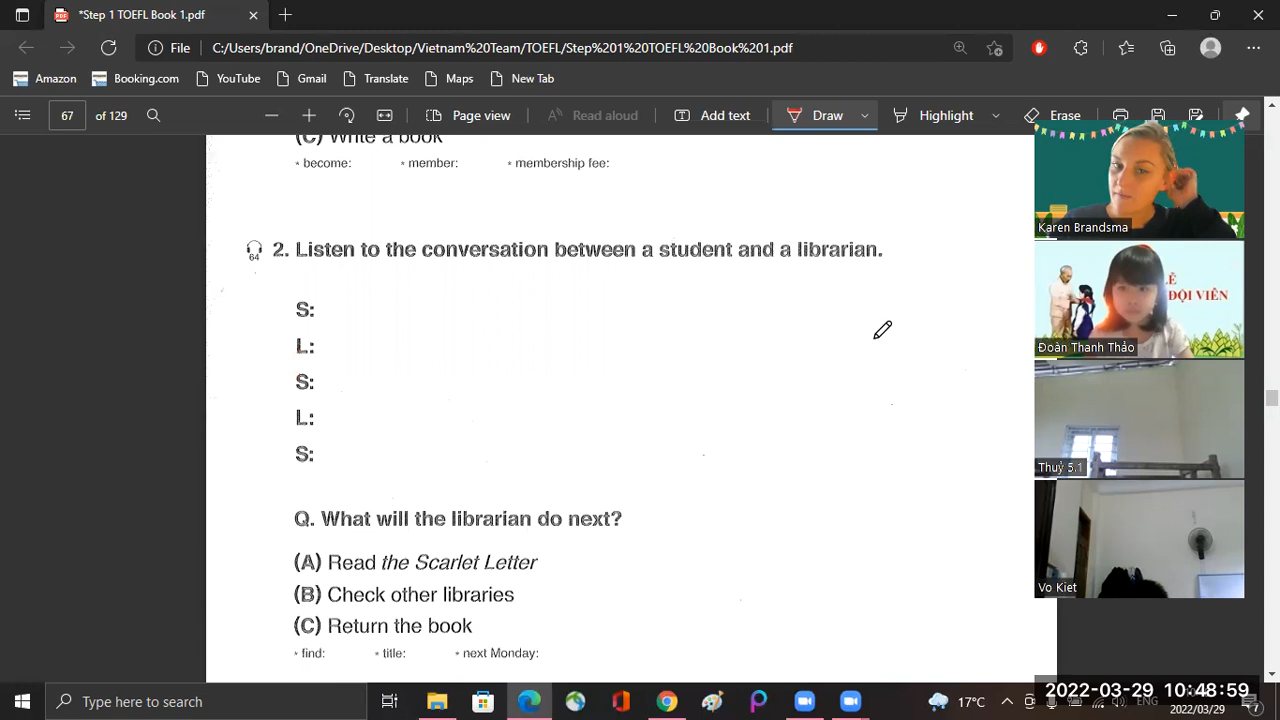 *Step 1 TOEFL Book 1.pdf
File C:/Users/brand/OneDrive/Desktop/Vietnam%20Team/TOEFL/Step%201%20TOEFL%20Book%201.pdf
Amazon Booking.com YouTube Gmail Translate Maps New Tab
67 of 129 Page view Read aloud Add text Draw Highlight Erase
(C) Write a book
* become: * member: * membership fee:
64 2. Listen to the conversation between a student and a librarian.
S:
L:
S:
L:
S:
Q. What will the librarian do next?
(A) Read the Scarlet Letter
(B) Check other libraries
(C) Return the book
* find: * title: * next Monday:
Karen Brandsma
LỄ
ĐỘI VIÊN
Đoàn Thanh Thảo
Thuỷ 5.1
Vo Kiet
Type here to search
17°C
ENG
2022-03-29 10:48:59
2022/03/29